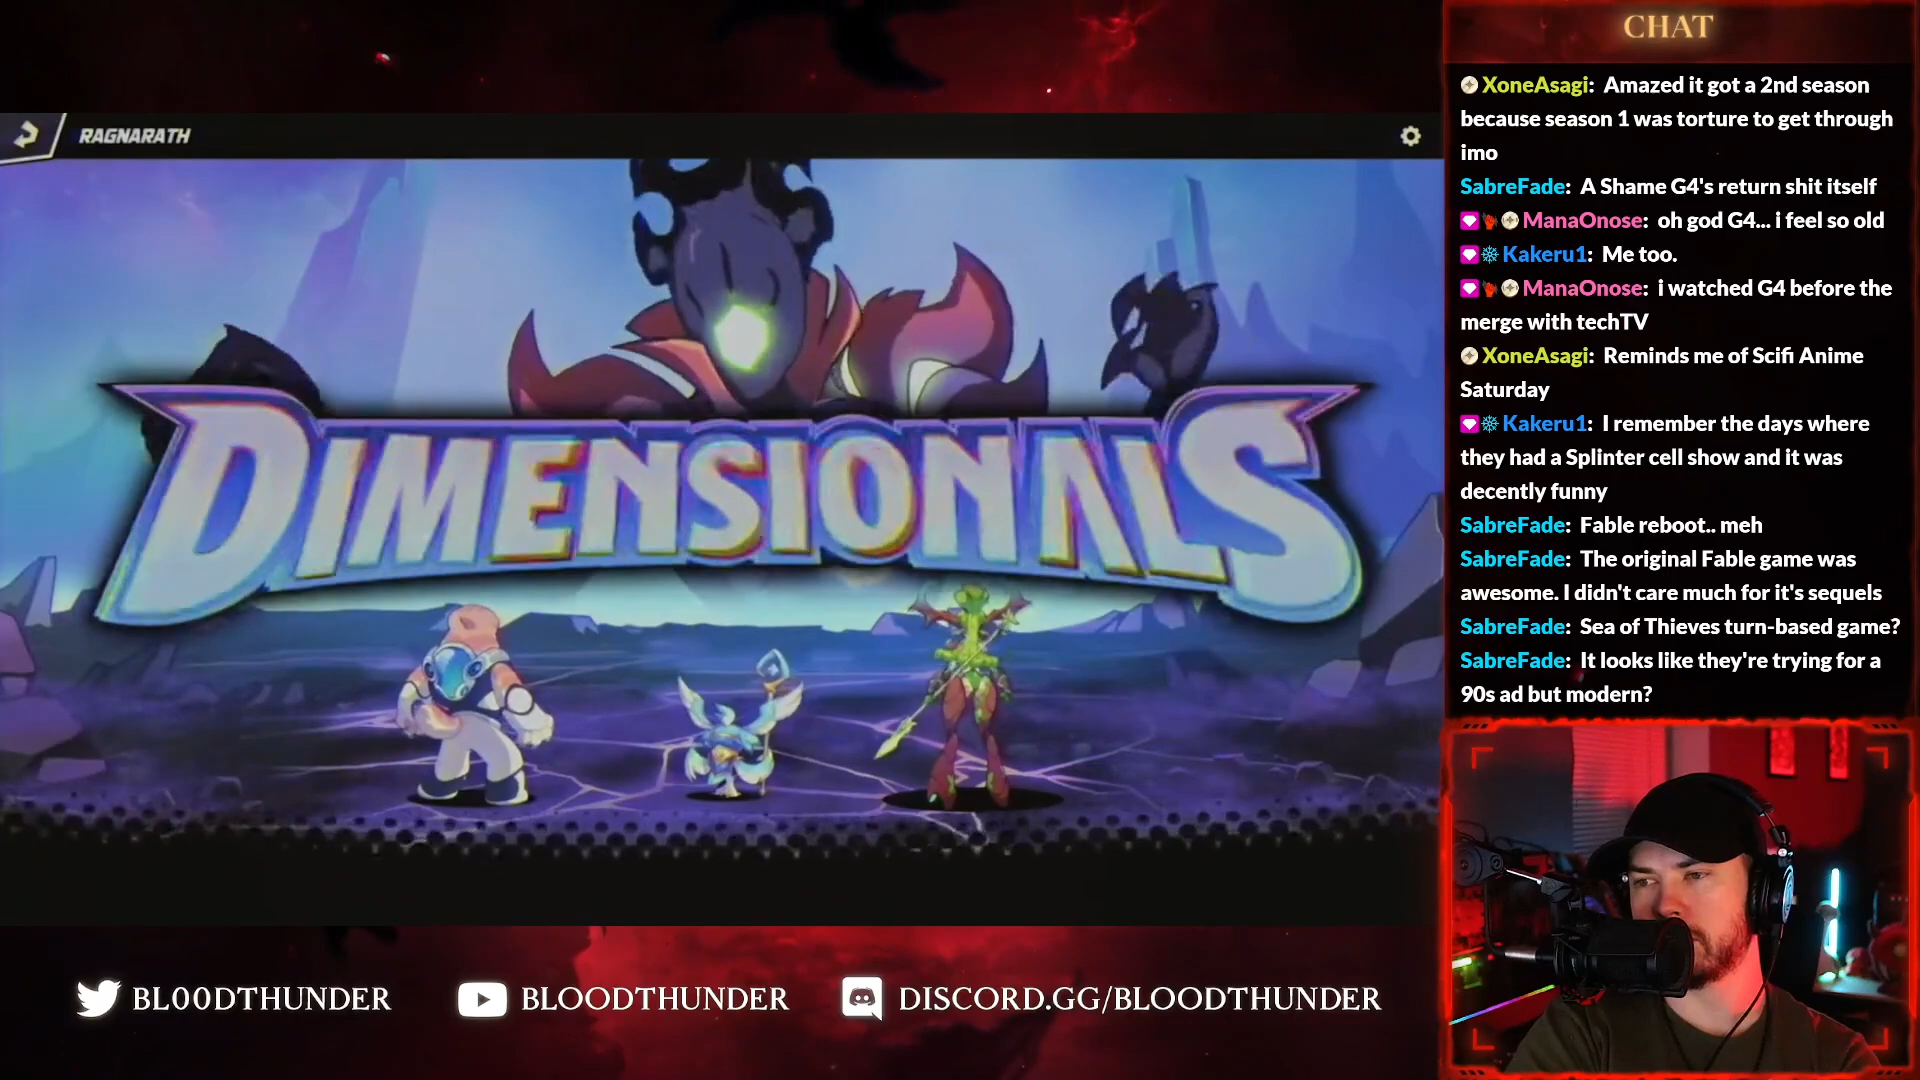 RAGNARATH
DIMENSIONALS
BL00DTHUNDER
BLOODTHUNDER
DISCORD.GG/BLOODTHUNDER
CHAT
XoneAsagi: Amazed it got a 2nd season
because season 1 was torture to get through
imo
SabreFade: A Shame G4's return shit itself
ManaOnose: oh god G4... i feel so old
Kakeru1: Me too.
ManaOnose: i watched G4 before the
merge with techTV
XoneAsagi: Reminds me of Scifi Anime
Saturday
Kakeru1: I remember the days where
they had a Splinter cell show and it was
decently funny
SabreFade: Fable reboot.. meh
SabreFade: The original Fable game was
awesome. I didn't care much for it's sequels
SabreFade: Sea of Thieves turn-based game?
SabreFade: It looks like they're trying for a
90s ad but modern?